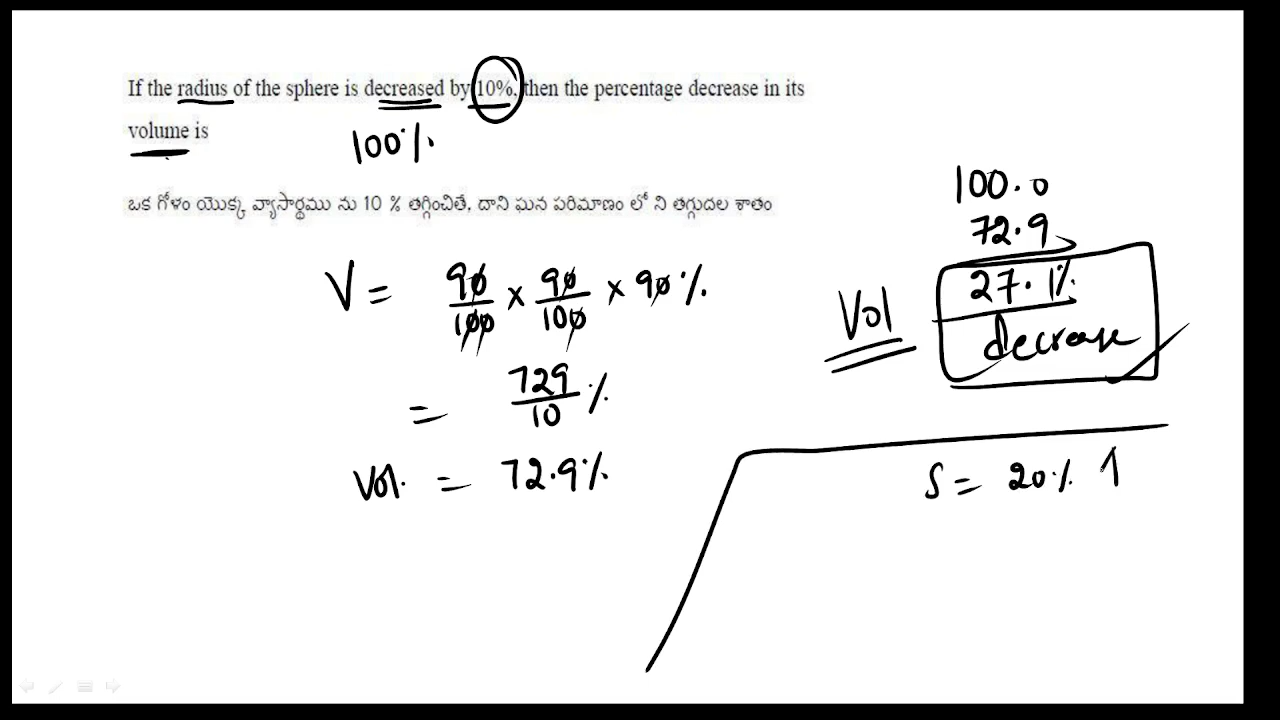 If the radius of the sphere is decreased by 10%, then the percentage decrease in its
volume is
100%
ఒక గోళం యొక్క వ్యాసార్థము ను 10 % తగ్గించితే, దాని ఘన పరిమాణం లో ని తగ్గుదల శాతం
V = 90/100 × 90/100 × 90%
= 729/10 %
Vol. = 72.9%
100.0
72.9
27.1%
Vol decrease
S = 20% ↑